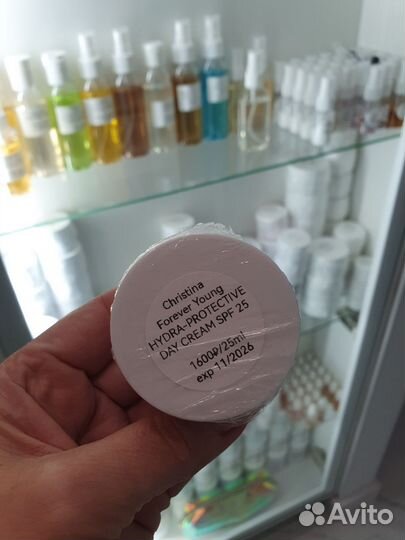 Christina
Forever Young
HYDRA-PROTECTIVE
DAY CREAM SPF 25
1600₽/25ml
exp 11/2026
Avito